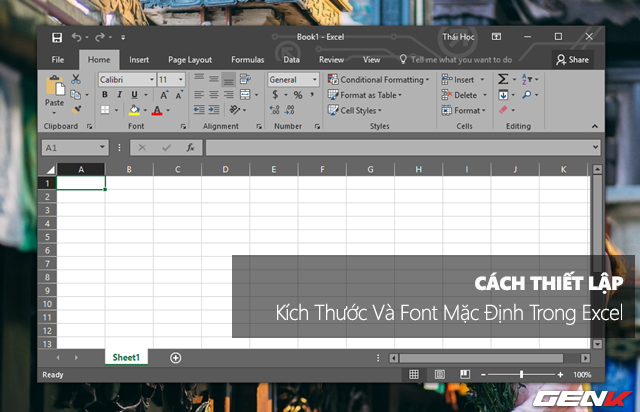 Book1 - Excel
Thái Học
File
Home
Insert
Page Layout
Formulas
Data
Review
View
Tell me what you want to do
Share
Paste
Clipboard
Calibri
11
B I U
A A
Font
Alignment
General
$ % ,
Number
Conditional Formatting
Format as Table
Cell Styles
Styles
Insert
Delete
Format
Cells
Editing
A1
fx
A B C D E F G H I J K
1
2
3
4
5
6
7
8
9
10
11
12
13
CÁCH THIẾT LẬP
Kích Thước Và Font Mặc Định Trong Excel
Sheet1
Ready
100%
GENK